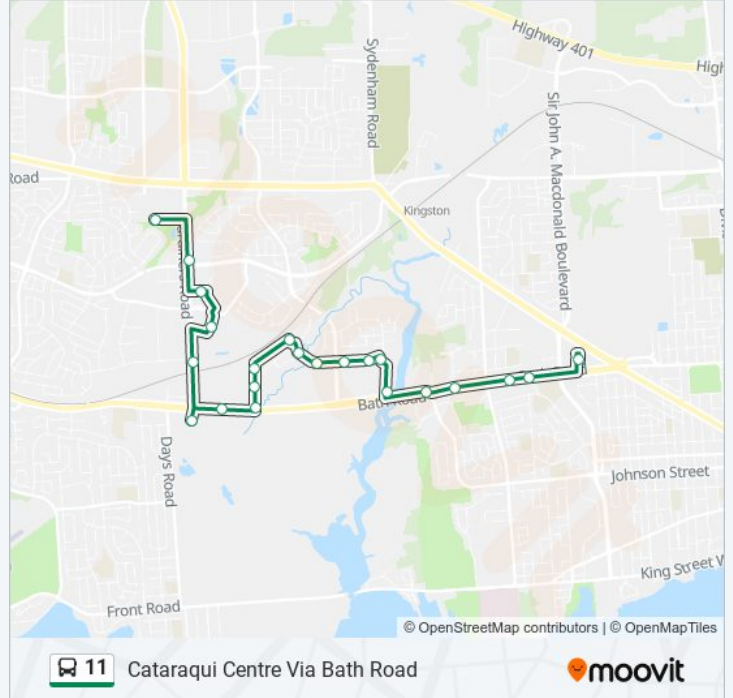 Highway 401
High
Sydenham Road
Sir John A. Macdonald Boulevard
Road
Kingston
Road
Bath Road
Days Road
Johnson Street
King Street W
Front Road
© OpenStreetMap contributors | © OpenMapTiles
11 Cataraqui Centre Via Bath Road
moovit